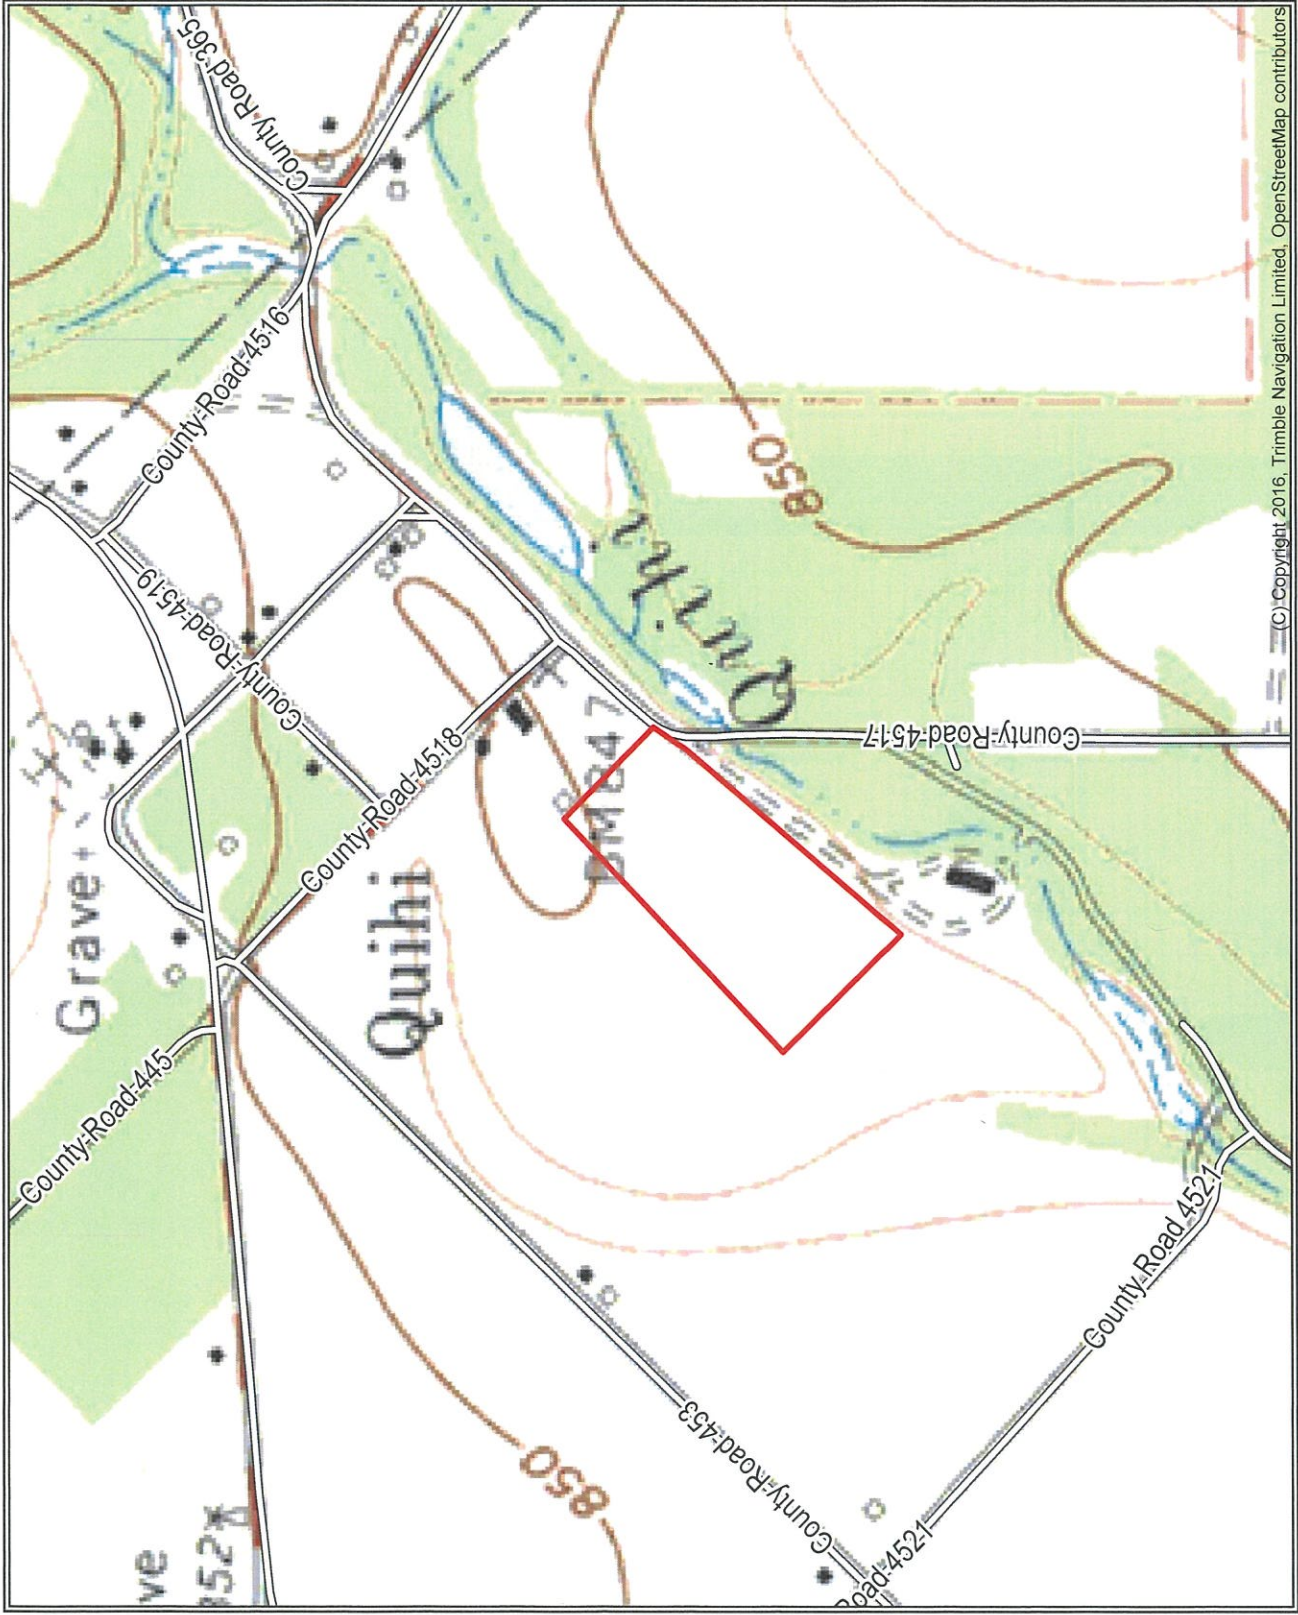 County Road 365
County-Road-4516
850
County-Road-4519
Quihi
County-Road-4518
BM 847
County-Road-4517
Quihi
County-Road-445
County-Road-453
850
County-Road 4521
Road-4521
ve
(C) Copyright 2016, Trimble Navigation Limited, OpenStreetMap contributors